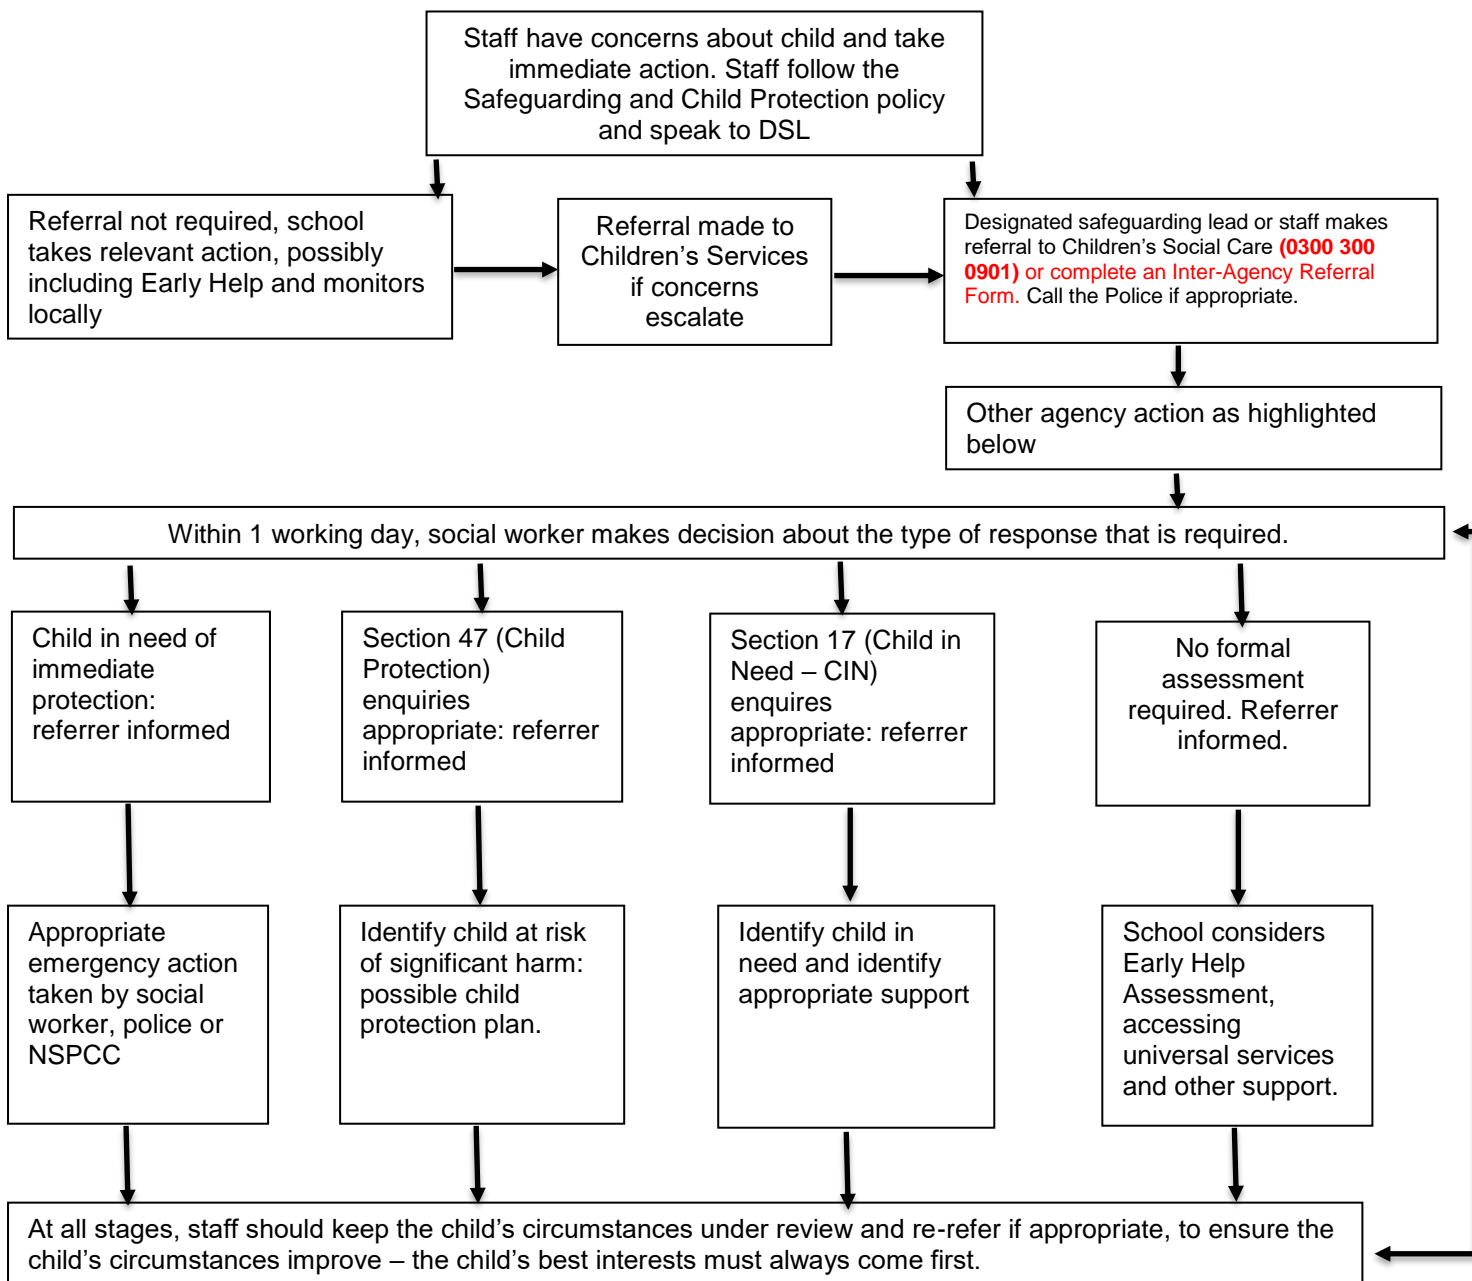 Staff have concerns about child and take
immediate action. Staff follow the
Safeguarding and Child Protection policy
and speak to DSL
Referral not required, school
takes relevant action, possibly
including Early Help and monitors
locally
Referral made to
Children’s Services
if concerns
escalate
Designated safeguarding lead or staff makes
referral to Children’s Social Care (0300 300
0901) or complete an Inter-Agency Referral
Form. Call the Police if appropriate.
Other agency action as highlighted
below
Within 1 working day, social worker makes decision about the type of response that is required.
Child in need of
immediate
protection:
referrer informed
Section 47 (Child
Protection)
enquiries
appropriate: referrer
informed
Section 17 (Child in
Need – CIN)
enquires
appropriate: referrer
informed
No formal
assessment
required. Referrer
informed.
Appropriate
emergency action
taken by social
worker, police or
NSPCC
Identify child at risk
of significant harm:
possible child
protection plan.
Identify child in
need and identify
appropriate support
School considers
Early Help
Assessment,
accessing
universal services
and other support.
At all stages, staff should keep the child’s circumstances under review and re-refer if appropriate, to ensure the
child’s circumstances improve – the child’s best interests must always come first.